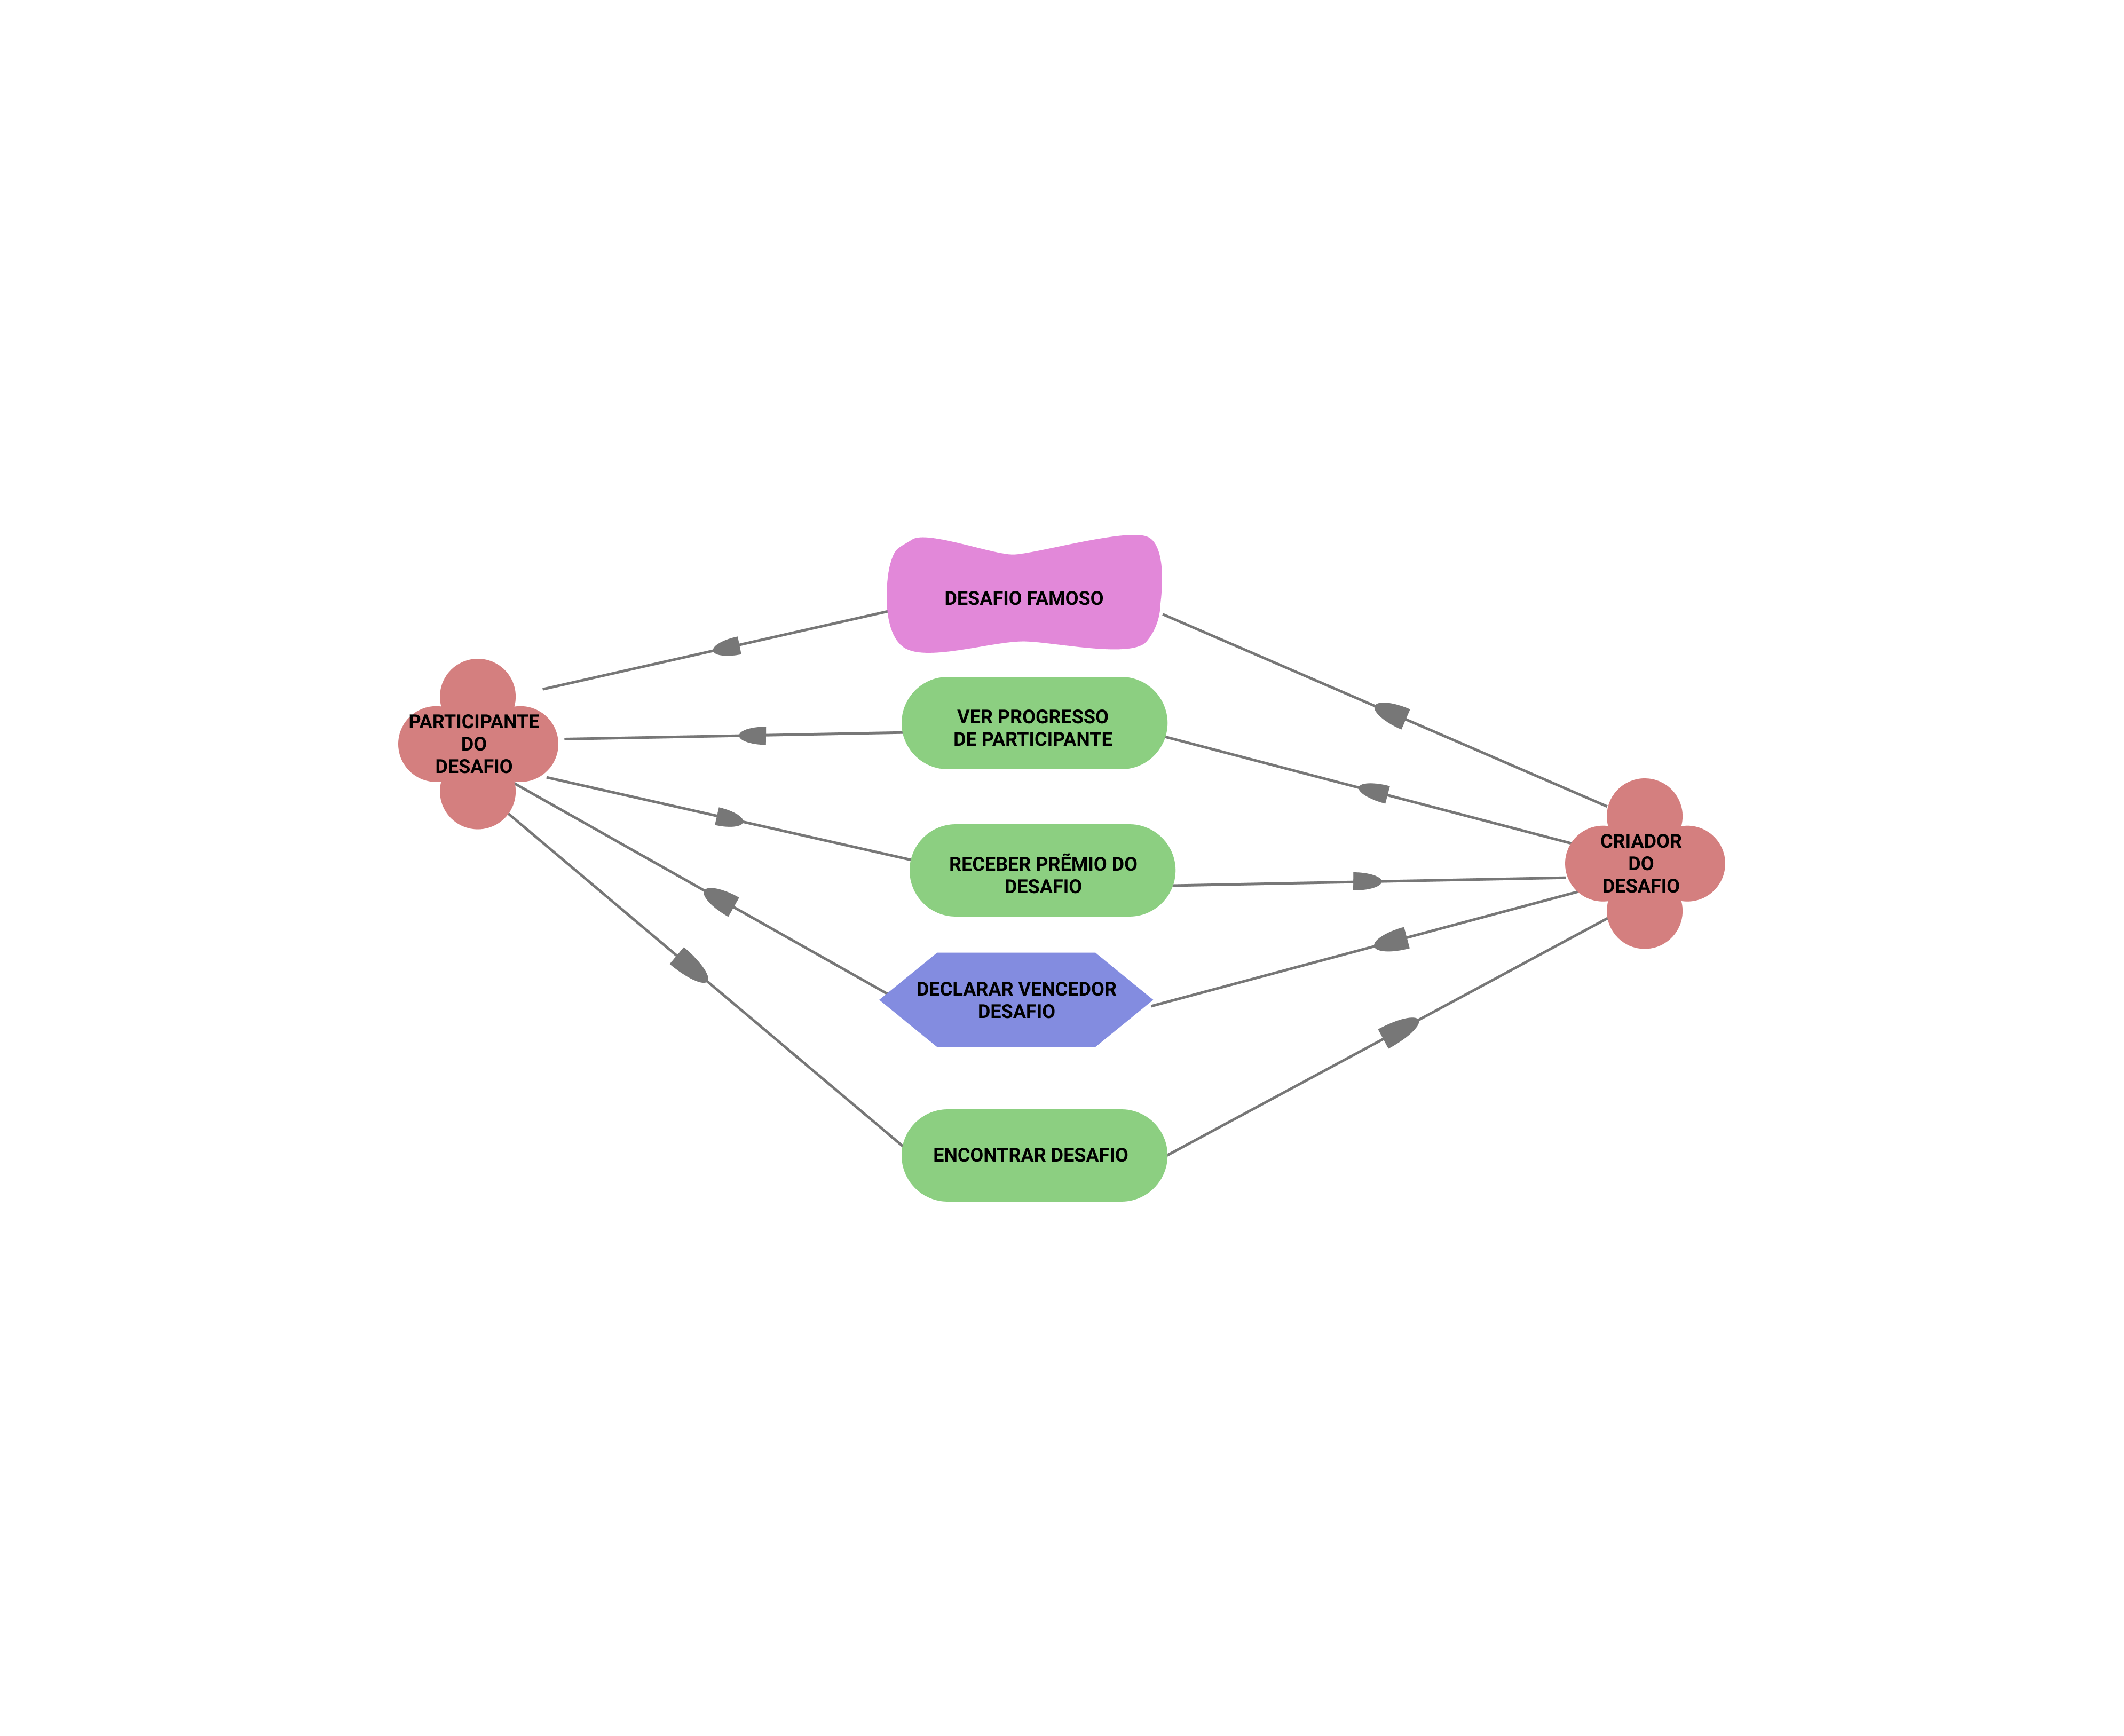 DESAFIO FAMOSO
PARTICIPANTE
DO
DESAFIO
VER PROGRESSO
DE PARTICIPANTE
RECEBER PRẼMIO DO
DESAFIO
CRIADOR
DO
DESAFIO
DECLARAR VENCEDOR
DESAFIO
ENCONTRAR DESAFIO